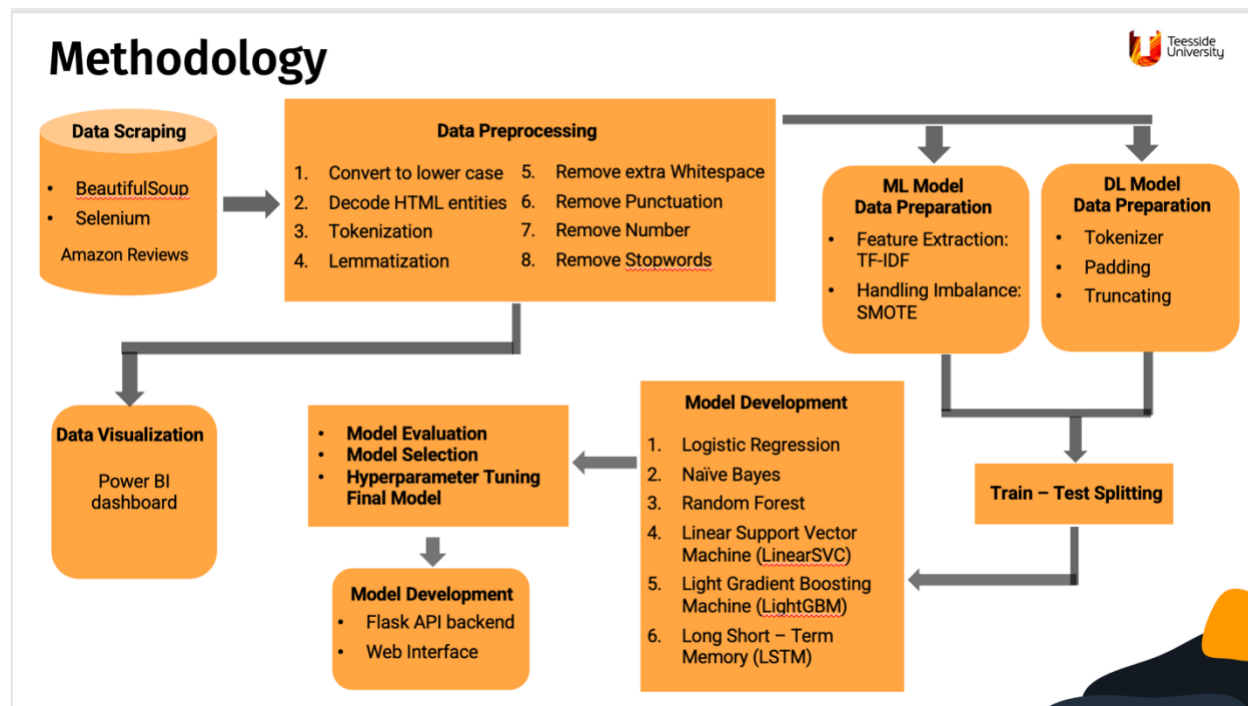 Methodology
Teesside
University
Data Scraping
• BeautifulSoup
• Selenium
Amazon Reviews
Data Preprocessing
1. Convert to lower case
2. Decode HTML entities
3. Tokenization
4. Lemmatization
5. Remove extra Whitespace
6. Remove Punctuation
7. Remove Number
8. Remove Stopwords
ML Model
Data Preparation
• Feature Extraction:
TF-IDF
• Handling Imbalance:
SMOTE
DL Model
Data Preparation
• Tokenizer
• Padding
• Truncating
Train – Test Splitting
Model Development
1. Logistic Regression
2. Naïve Bayes
3. Random Forest
4. Linear Support Vector
Machine (LinearSVC)
5. Light Gradient Boosting
Machine (LightGBM)
6. Long Short – Term
Memory (LSTM)
• Model Evaluation
• Model Selection
• Hyperparameter Tuning
Final Model
Model Development
• Flask API backend
• Web Interface
Data Visualization
Power BI
dashboard